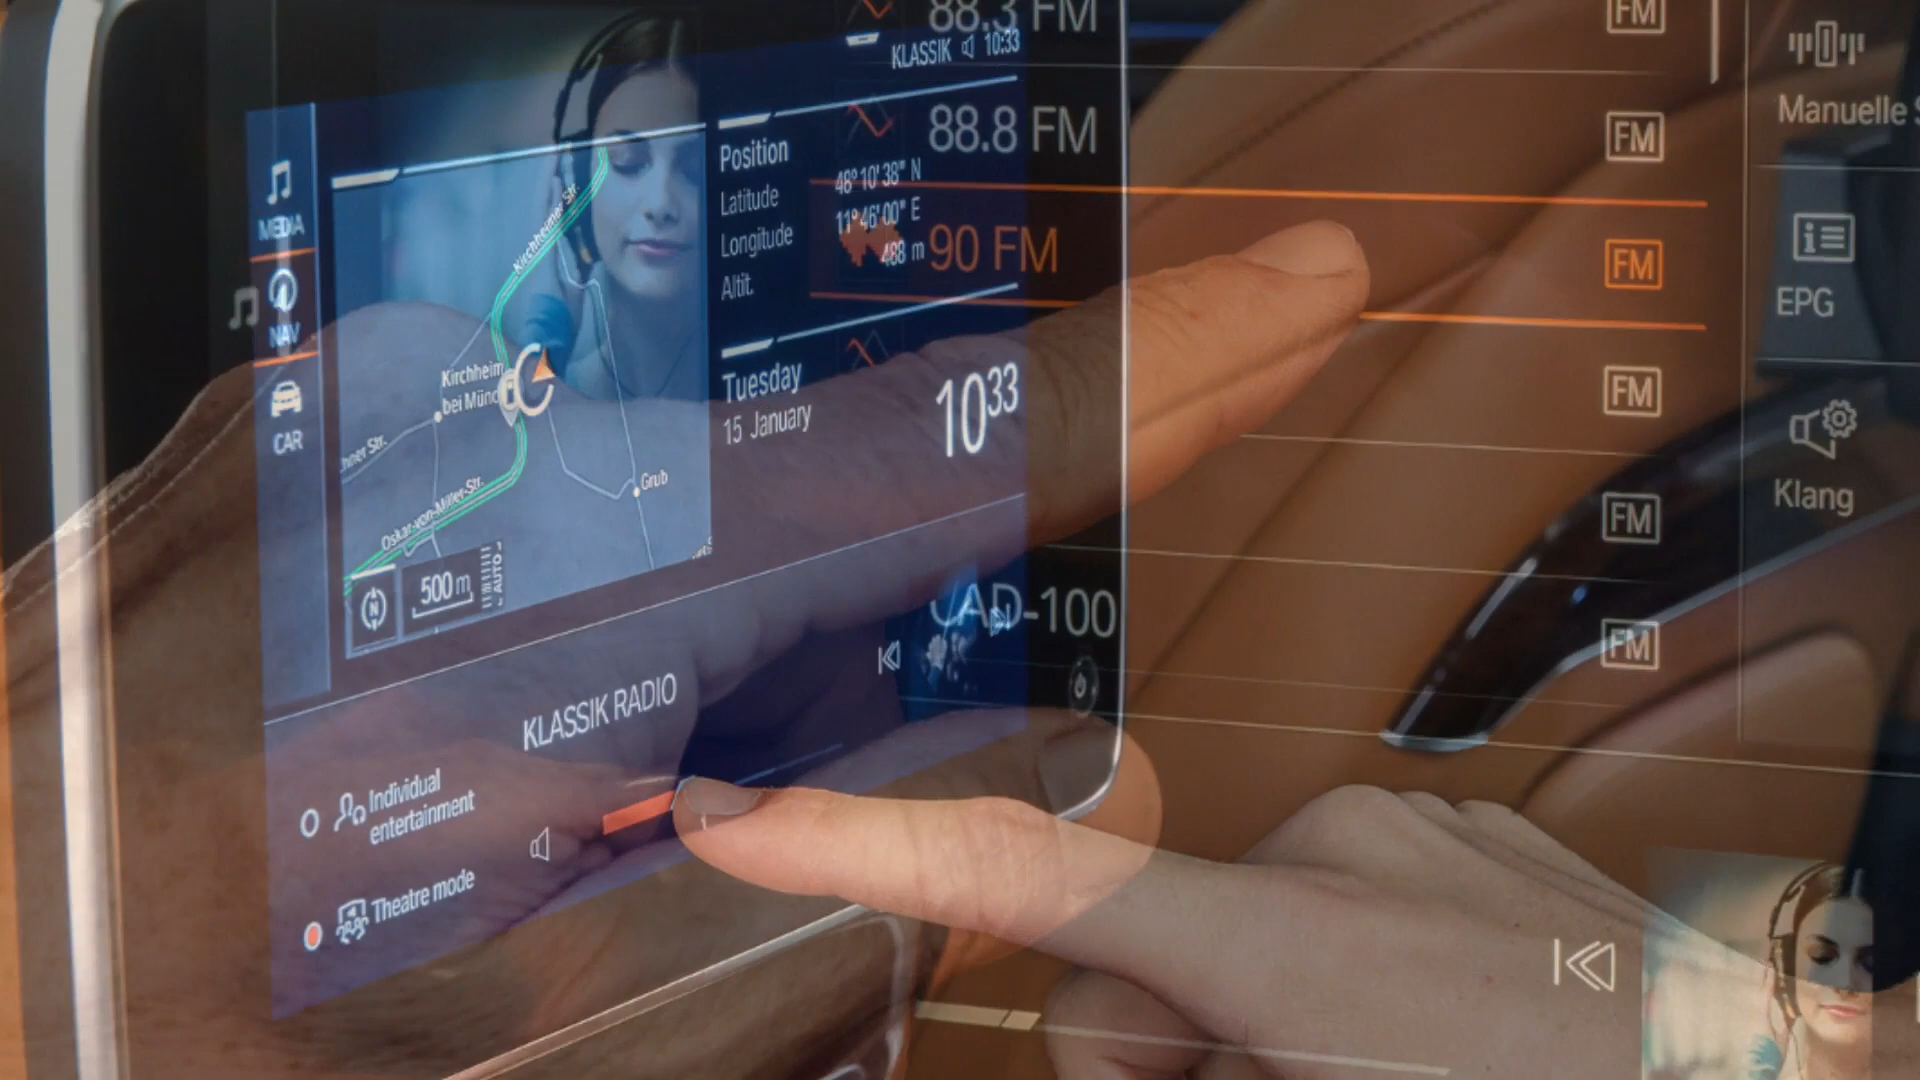 88.3 FM
KLASSIK 10:33
88.8 FM
90 FM
CAD-100
FM
FM
FM
FM
FM
FM
Manuelle S
EPG
Klang
MEDIA
NAV
CAR
Kirchheimer Str.
Kirchheim
bei Münc
Oskar-von-Miller-Str.
Grub
N
500 m
AUTO
Position
Latitude 48°10'38" N
Longitude 11°46'00" E
Altit. 488 m
Tuesday
15 January
10 33
KLASSIK RADIO
Individual
entertainment
Theatre mode